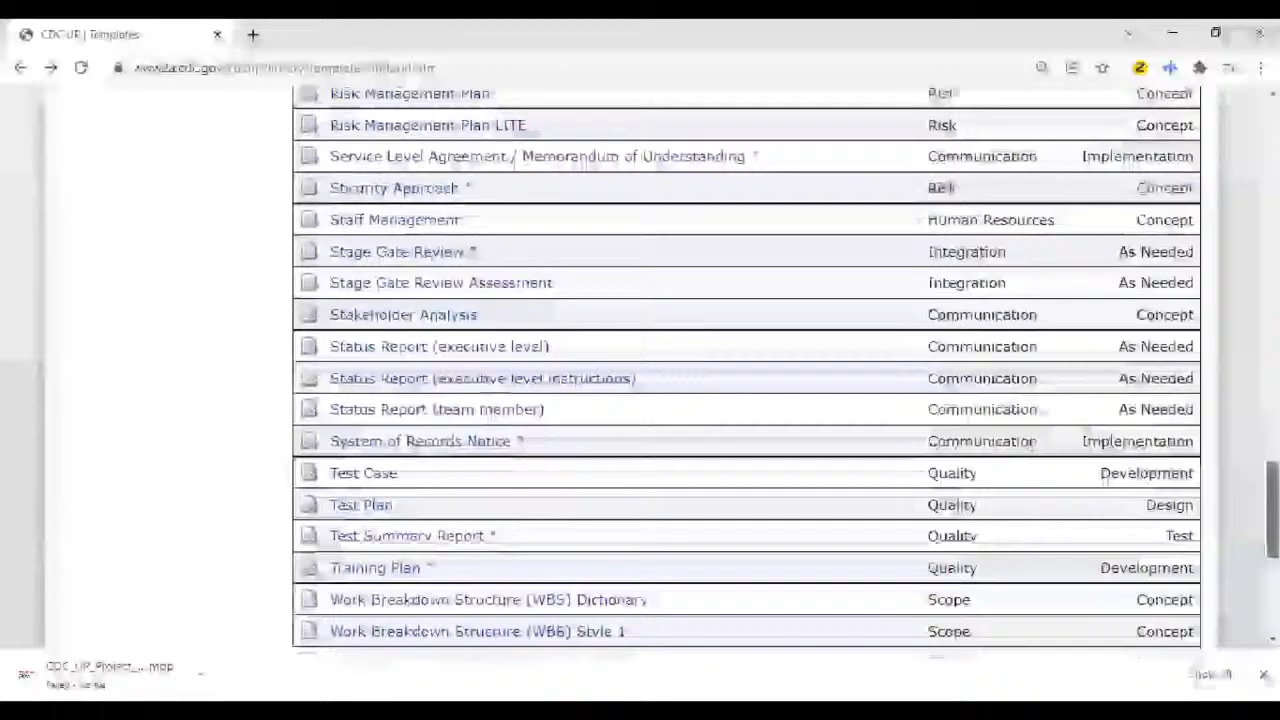 CDC UP | Templates
Risk Management Plan Risk Concept
Risk Management Plan LITE Risk Concept
Service Level Agreement / Memorandum of Understanding * Communication Implementation
Security Approach * Risk Concept
Staff Management Human Resources Concept
Stage Gate Review * Integration As Needed
Stage Gate Review Assessment Integration As Needed
Stakeholder Analysis Communication Concept
Status Report (executive level) Communication As Needed
Status Report (executive level instructions) Communication As Needed
Status Report (team member) Communication As Needed
System of Records Notice * Communication Implementation
Test Case Quality Development
Test Plan Quality Design
Test Summary Report * Quality Test
Training Plan * Quality Development
Work Breakdown Structure (WBS) Dictionary Scope Concept
Work Breakdown Structure (WBS) Style 1 Scope Concept
CDC_UP_Project_....mpp